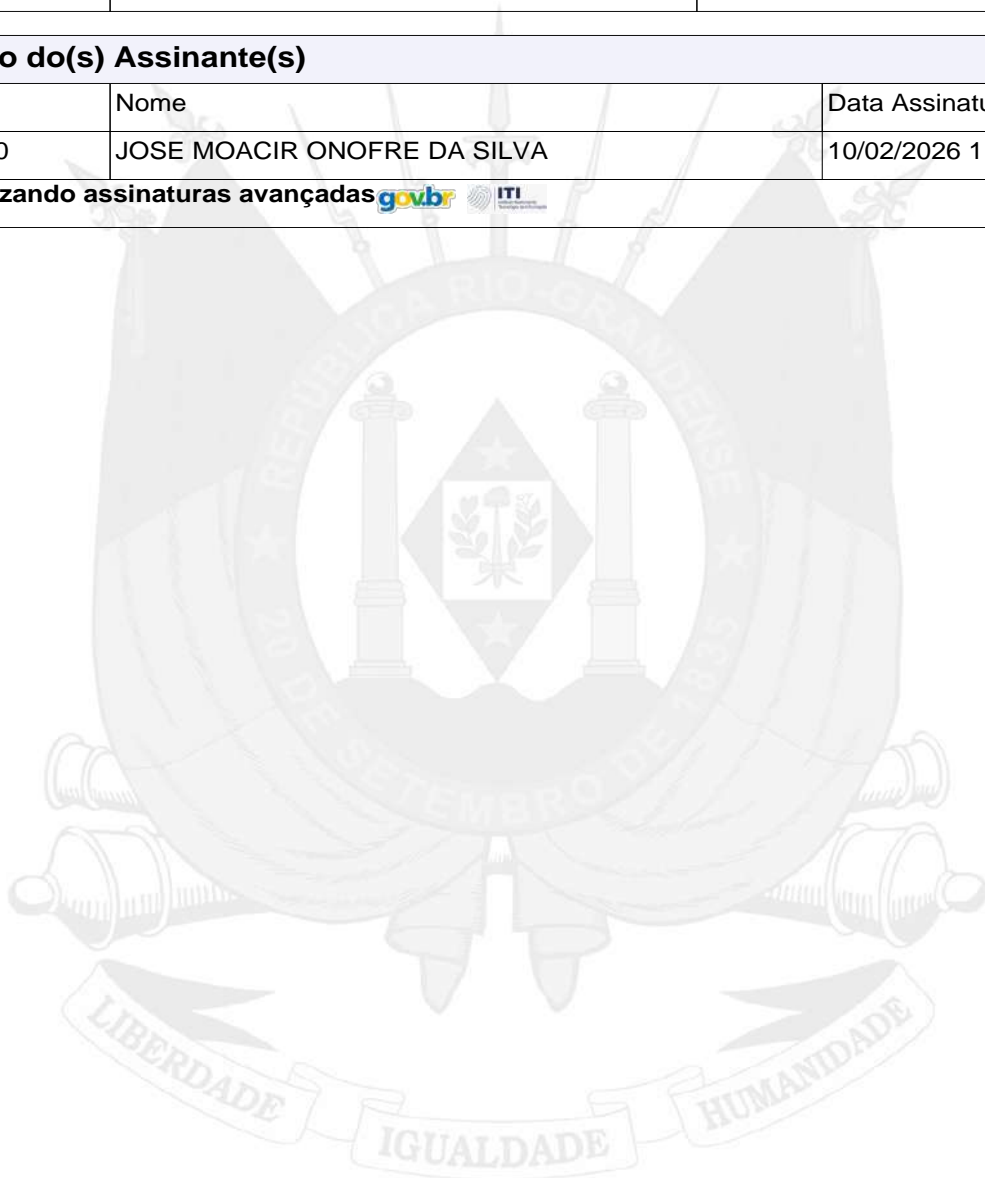 o do(s) Assinante(s)
Nome
Data Assinatu
0
JOSE MOACIR ONOFRE DA SILVA
10/02/2026 1
zando assinaturas avançadas gov.br ITI
REPÚBLICA RIO-GRANDENSE
20 DE SETEMBRO DE 1835
LIBERDADE IGUALDADE HUMANIDADE